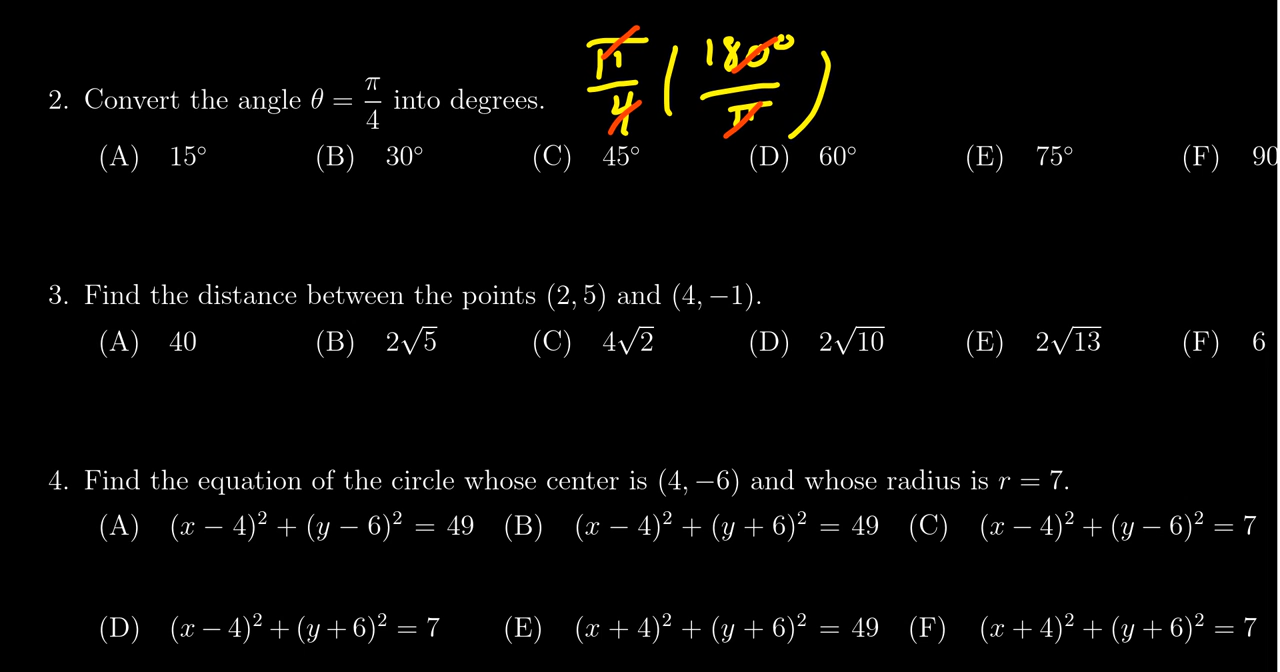 2. Convert the angle θ = π/4 into degrees. π/4 ( 180° / π )
(A) 15° (B) 30° (C) 45° (D) 60° (E) 75° (F) 90
3. Find the distance between the points (2, 5) and (4, −1).
(A) 40 (B) 2√5 (C) 4√2 (D) 2√10 (E) 2√13 (F) 6
4. Find the equation of the circle whose center is (4, −6) and whose radius is r = 7.
(A) (x − 4)² + (y − 6)² = 49 (B) (x − 4)² + (y + 6)² = 49 (C) (x − 4)² + (y − 6)² = 7
(D) (x − 4)² + (y + 6)² = 7 (E) (x + 4)² + (y + 6)² = 49 (F) (x + 4)² + (y + 6)² = 7